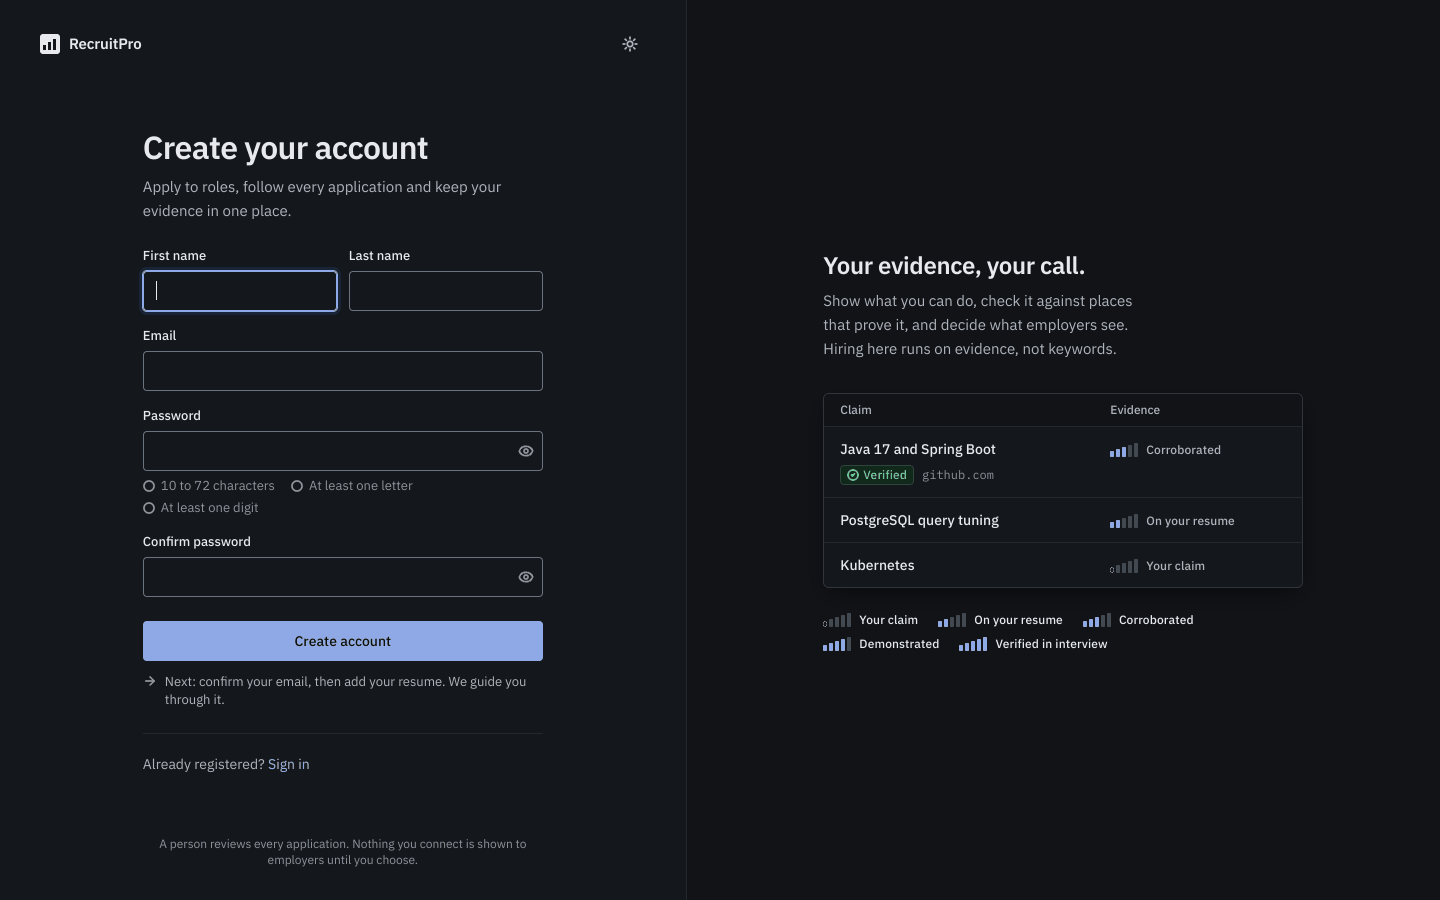 RecruitPro
Create your account
Apply to roles, follow every application and keep your
evidence in one place.
First name
Last name
Email
Password
10 to 72 characters
At least one letter
At least one digit
Confirm password
Create account
Next: confirm your email, then add your resume. We guide you
through it.
Already registered? Sign in
A person reviews every application. Nothing you connect is shown to
employers until you choose.
Your evidence, your call.
Show what you can do, check it against places
that prove it, and decide what employers see.
Hiring here runs on evidence, not keywords.
Claim
Evidence
Java 17 and Spring Boot
Corroborated
Verified
github.com
PostgreSQL query tuning
On your resume
Kubernetes
Your claim
Your claim
On your resume
Corroborated
Demonstrated
Verified in interview